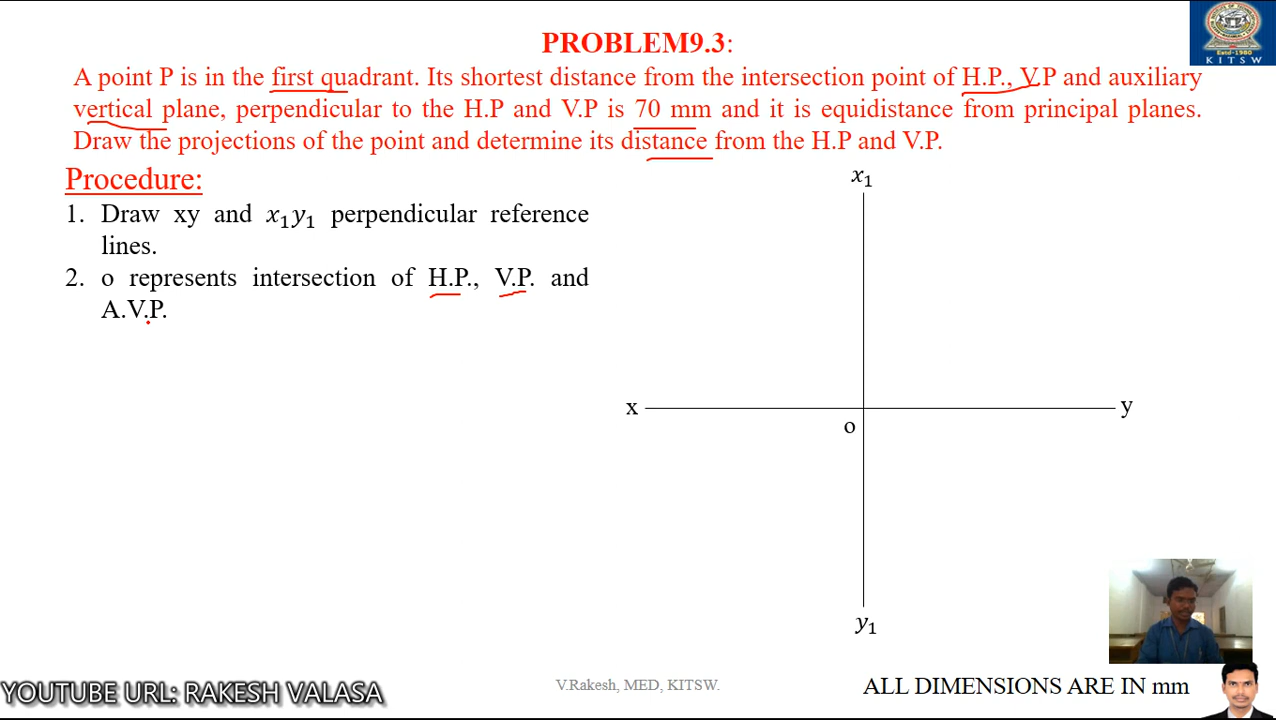 PROBLEM9.3:
A point P is in the first quadrant. Its shortest distance from the intersection point of H.P., V.P and auxiliary
vertical plane, perpendicular to the H.P and V.P is 70 mm and it is equidistance from principal planes.
Draw the projections of the point and determine its distance from the H.P and V.P.
Procedure:
1. Draw xy and x₁y₁ perpendicular reference
lines.
2. o represents intersection of H.P., V.P. and
A.V.P.
x₁
x
y
o
y₁
Estd-1980
KITSW
YOUTUBE URL: RAKESH VALASA
V.Rakesh, MED, KITSW.
ALL DIMENSIONS ARE IN mm